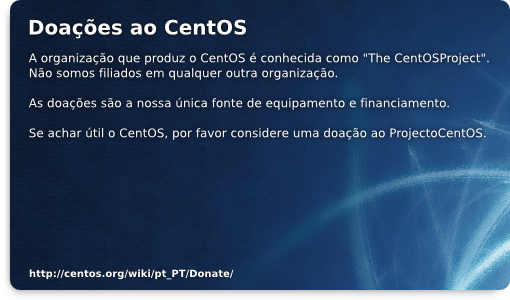 Doações ao CentOS
A organização que produz o CentOS é conhecida como "The CentOSProject".
Não somos filiados em qualquer outra organização.
As doações são a nossa única fonte de equipamento e financiamento.
Se achar útil o CentOS, por favor considere uma doação ao ProjectoCentOS.
http://centos.org/wiki/pt_PT/Donate/